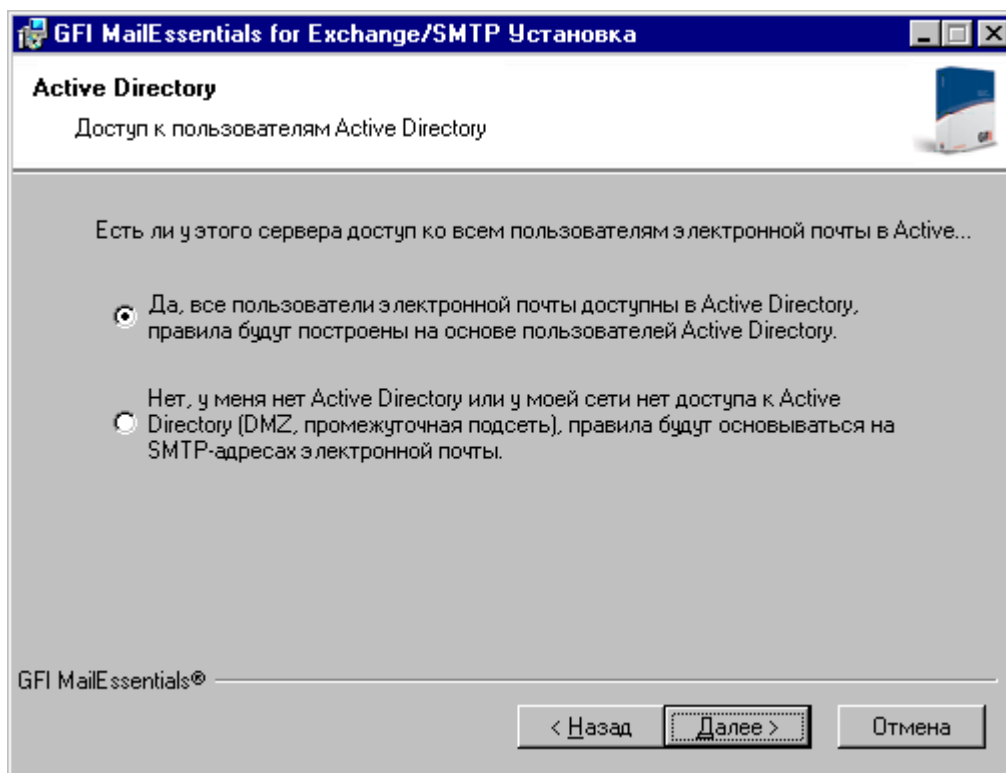 GFI MailEssentials for Exchange/SMTP Установка
Active Directory
Доступ к пользователям Active Directory
GFI
Есть ли у этого сервера доступ ко всем пользователям электронной почты в Active...
Да, все пользователи электронной почты доступны в Active Directory,
правила будут построены на основе пользователей Active Directory.
Нет, у меня нет Active Directory или у моей сети нет доступа к Active
Directory (DMZ, промежуточная подсеть), правила будут основываться на
SMTP-адресах электронной почты.
GFI MailEssentials®
< Назад
Далее >
Отмена